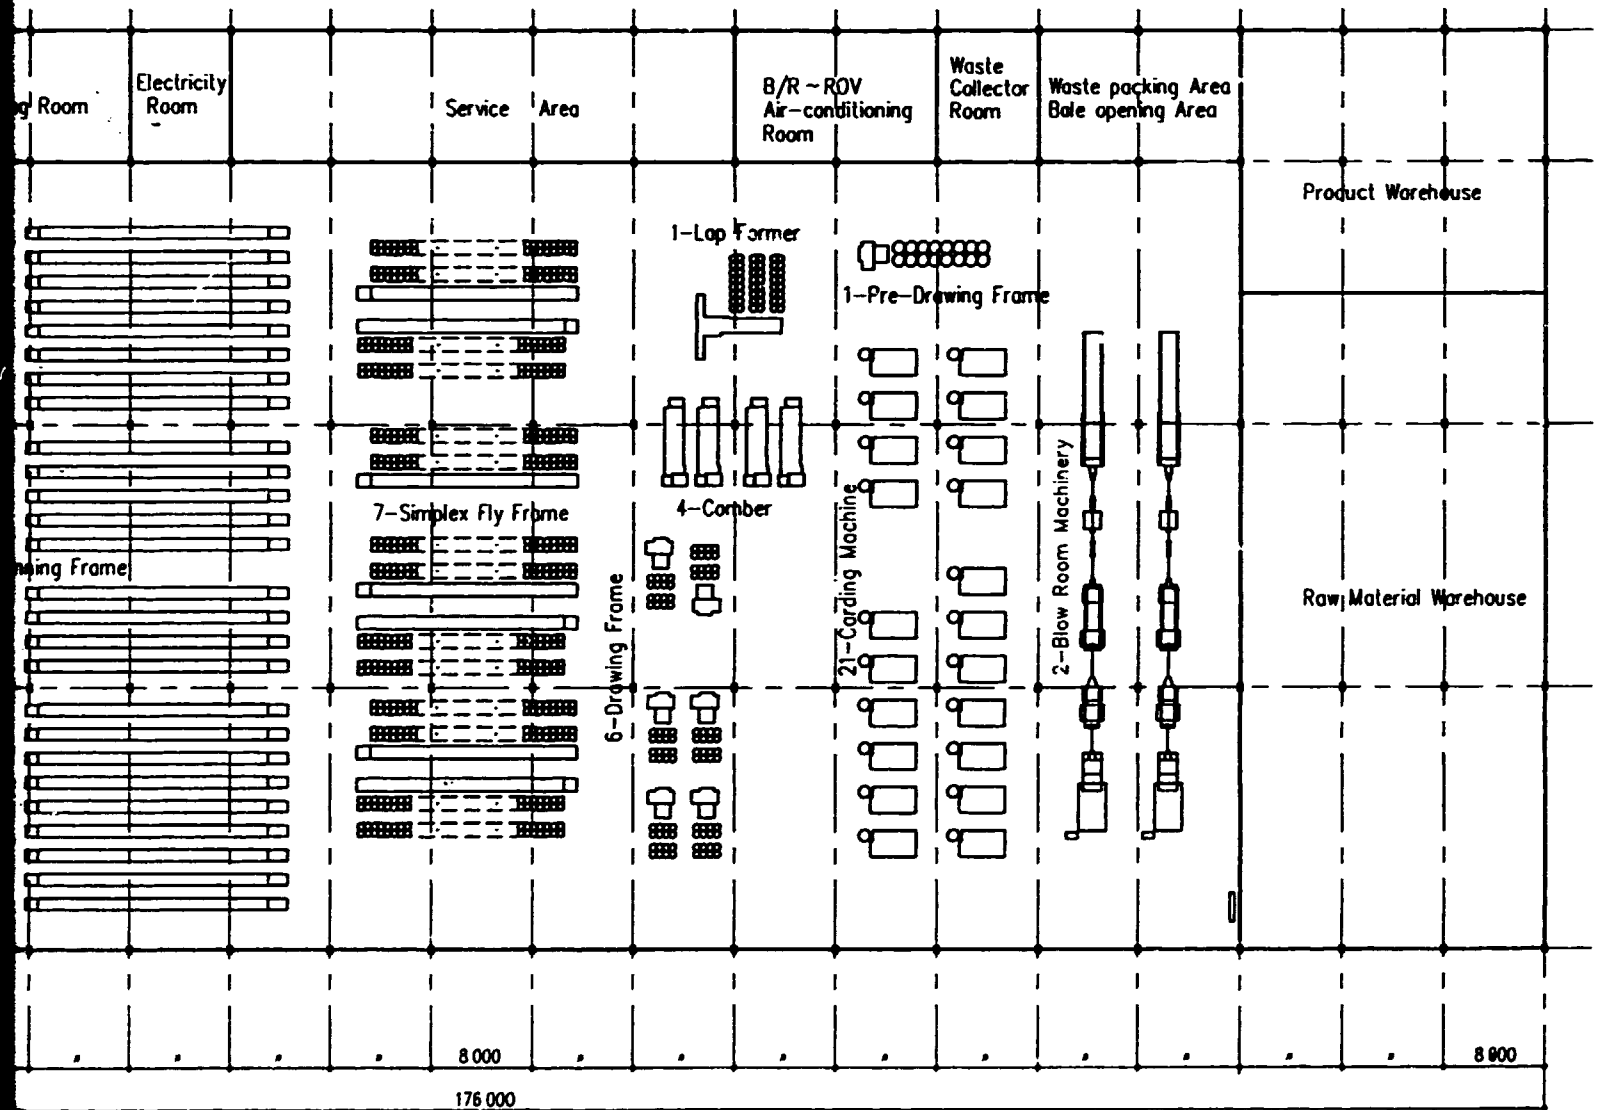 Electricity
Room
Room
Service Area
B/R ~ ROV
Air-conditioning
Room
Waste
Collector
Room
Waste packing Area
Bale opening Area
Product Warehouse
1-Lap Former
1-Pre-Drawing Frame
7-Simplex Fly Frame
4-Comber
21-Carding Machine
2-Blow Room Machinery
6-Drawing Frame
Frame
Raw Material Warehouse
8 000
176 000